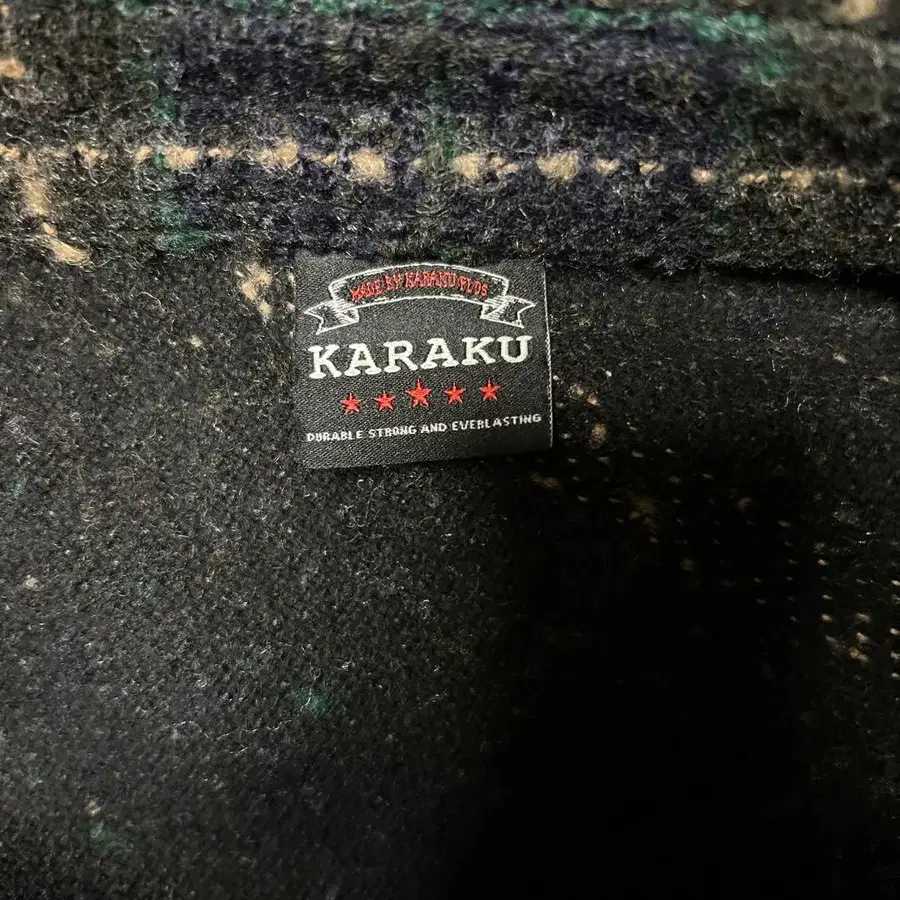 MADE BY KARAKU PLUS
KARAKU
DURABLE STRONG AND EVERLASTING